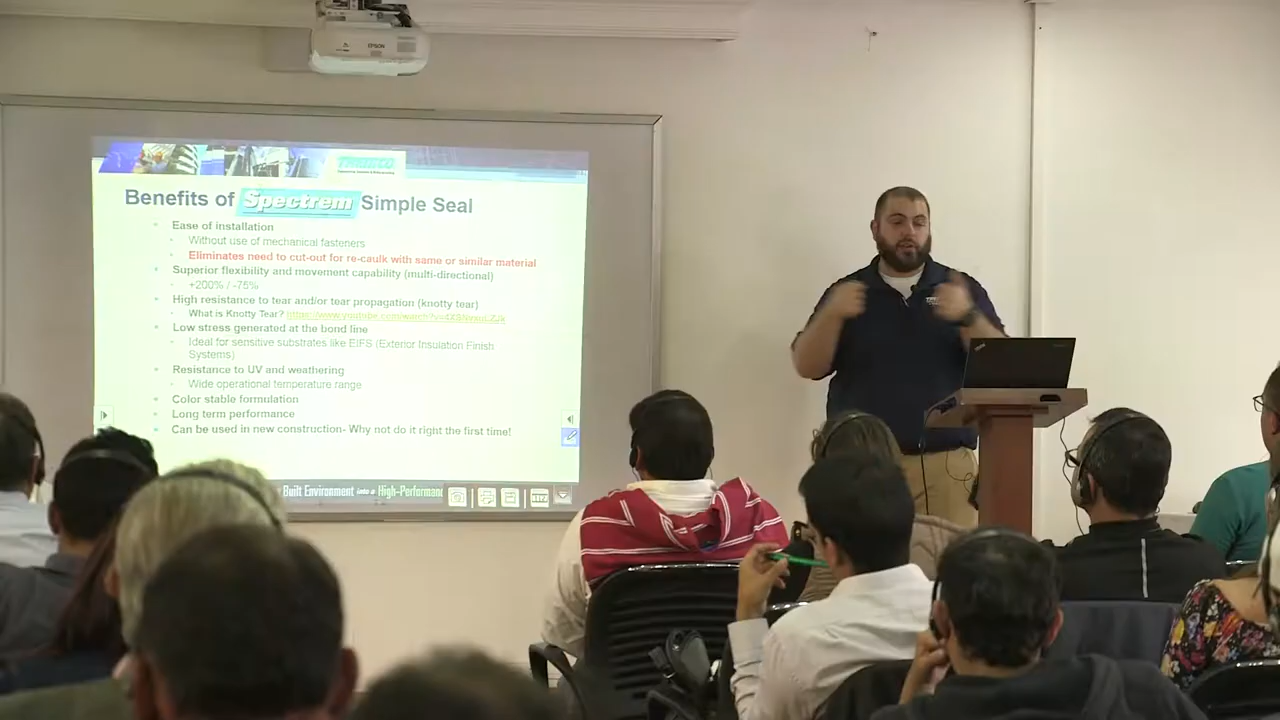 EPSON
Benefits of Spectrem Simple Seal
Ease of installation
Without use of mechanical fasteners
Eliminates need to cut-out for re-caulk with same or similar material
Superior flexibility and movement capability (multi-directional)
+200% / -75%
High resistance to tear and/or tear propagation (knotty tear)
What is Knotty Tear?
Low stress generated at the bond line
Ideal for sensitive substrates like EIFS (Exterior Insulation Finish
Systems)
Resistance to UV and weathering
Wide operational temperature range
Color stable formulation
Long term performance
Can be used in new construction- Why not do it right the first time!
Built Environment into a High-Performanc